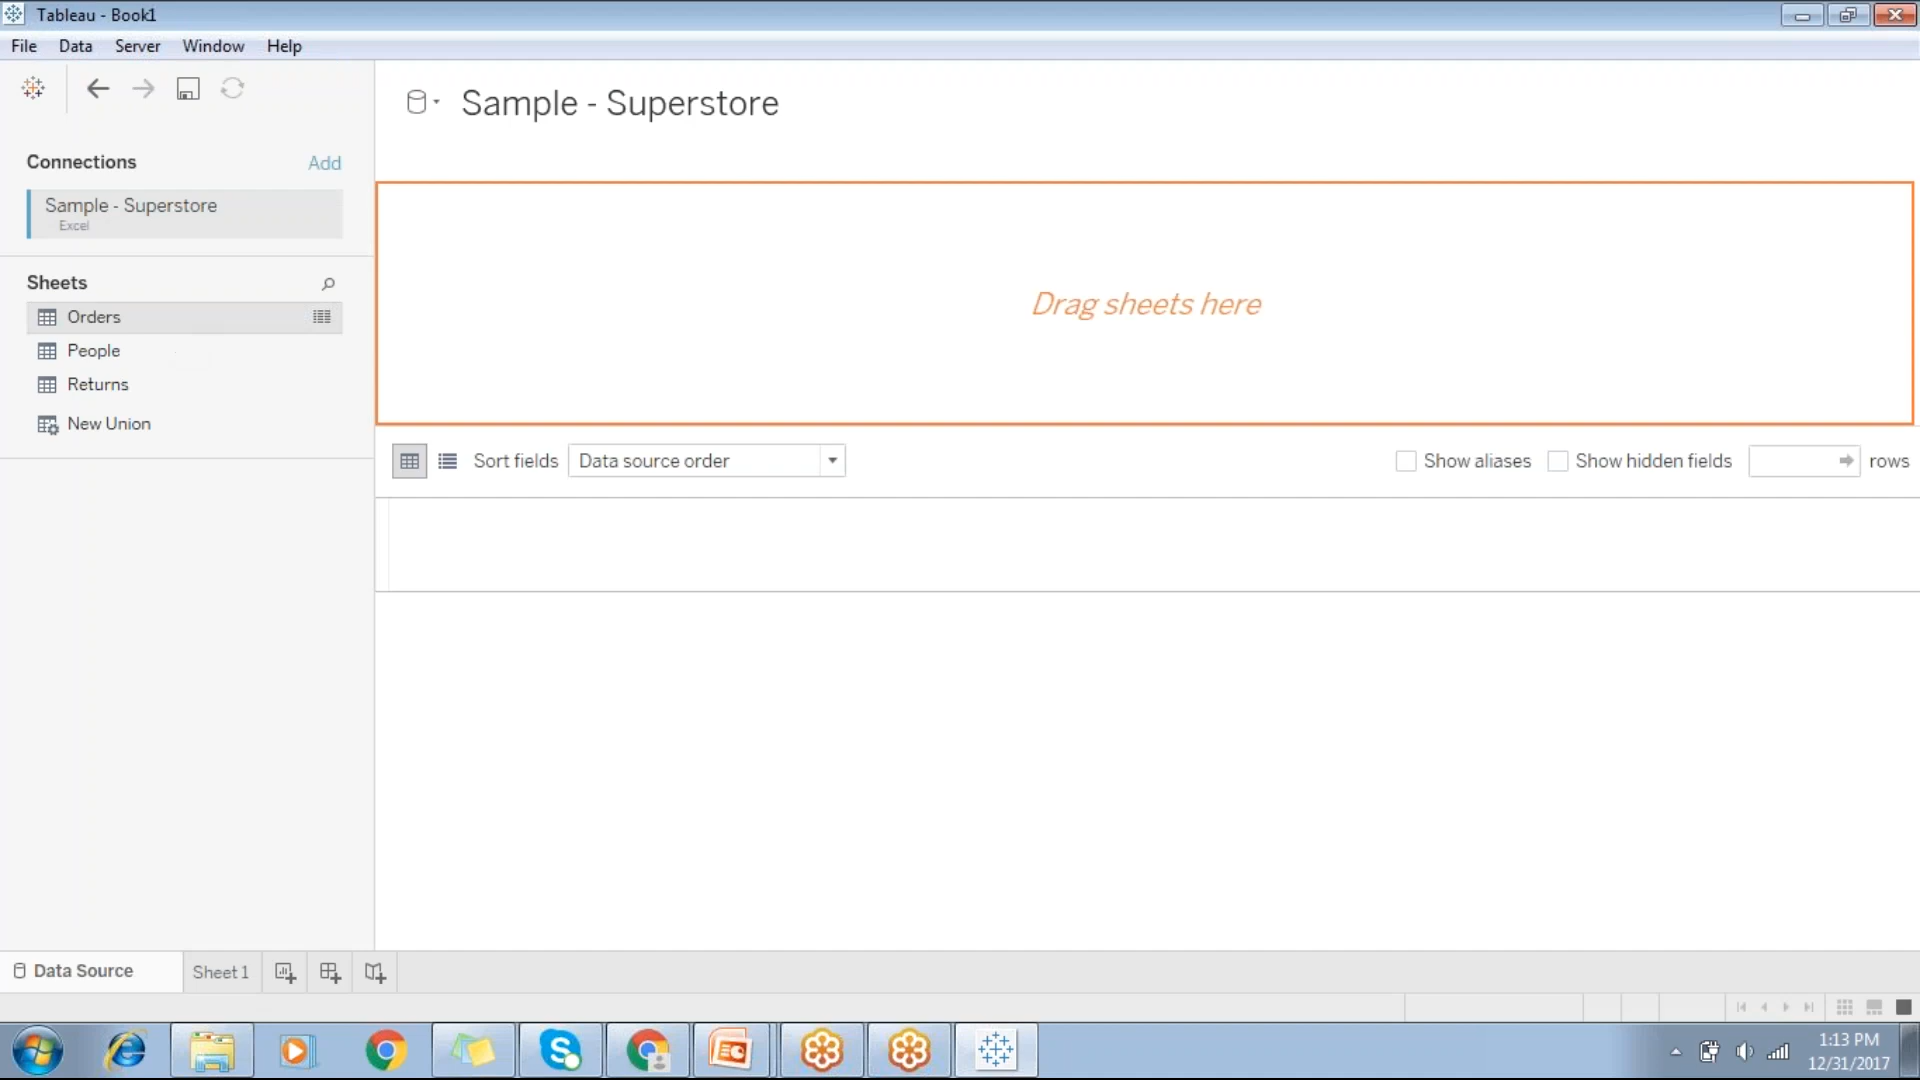 Tableau - Book1
File Data Server Window Help
Sample - Superstore
Connections Add
Sample - Superstore
Excel
Sheets
Orders
People
Returns
New Union
Drag sheets here
Sort fields Data source order Show aliases Show hidden fields rows
Data Source Sheet 1
1:13 PM
12/31/2017